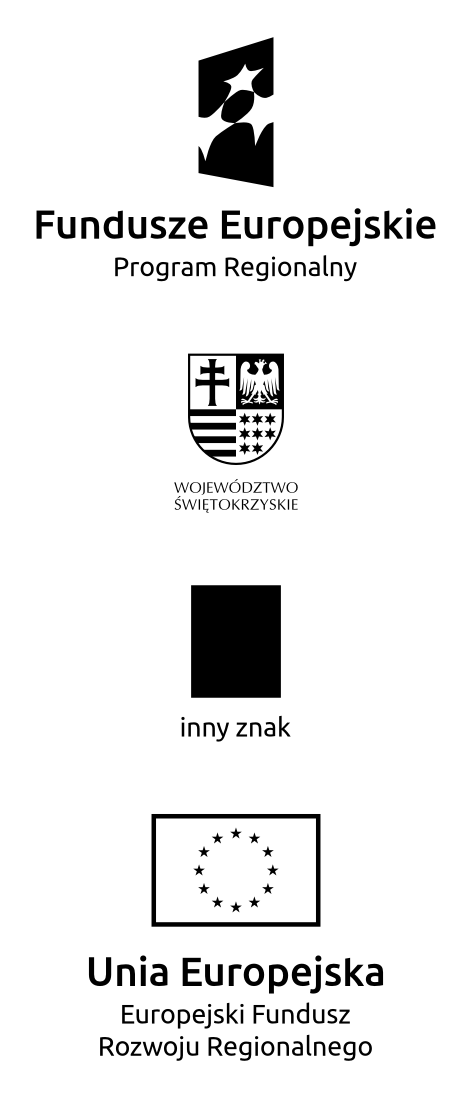 Fundusze Europejskie
Program Regionalny
WOJEWÓDZTWO
ŚWIĘTOKRZYSKIE
inny znak
Unia Europejska
Europejski Fundusz
Rozwoju Regionalnego